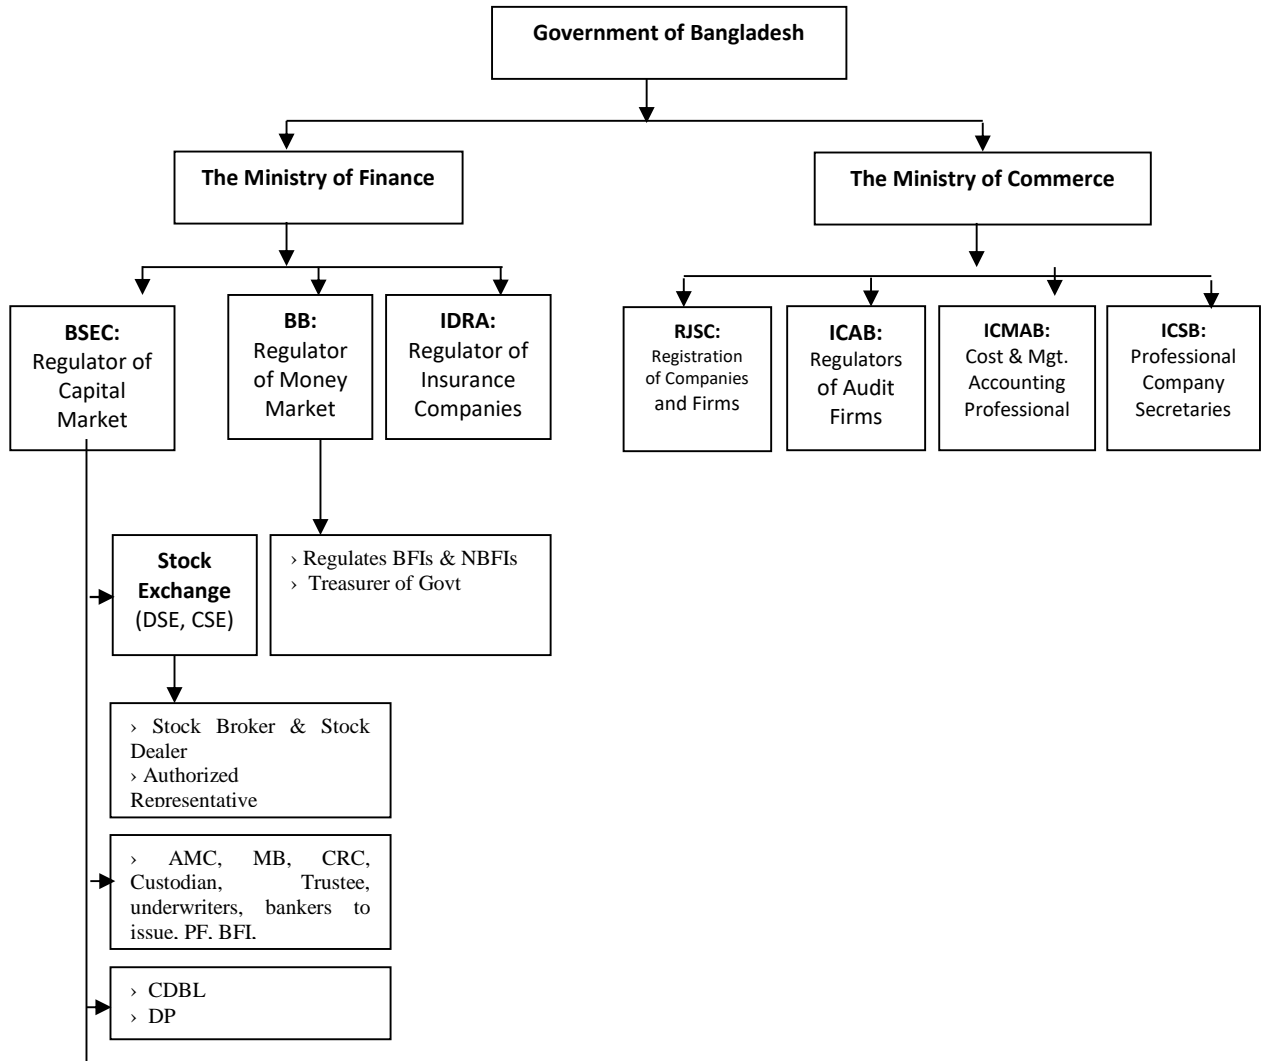 Government of Bangladesh
The Ministry of Finance
The Ministry of Commerce
BSEC:
Regulator of
Capital
Market
BB:
Regulator
of Money
Market
IDRA:
Regulator of
Insurance
Companies
RJSC:
Registration
of Companies
and Firms
ICAB:
Regulators
of Audit
Firms
ICMAB:
Cost & Mgt.
Accounting
Professional
ICSB:
Professional
Company
Secretaries
Stock
Exchange
(DSE, CSE)
› Regulates BFIs & NBFIs
› Treasurer of Govt
› Stock Broker & Stock
Dealer
› Authorized
Representative
› AMC, MB, CRC,
Custodian, Trustee,
underwriters, bankers to
issue, PF, BFI,
› CDBL
› DP